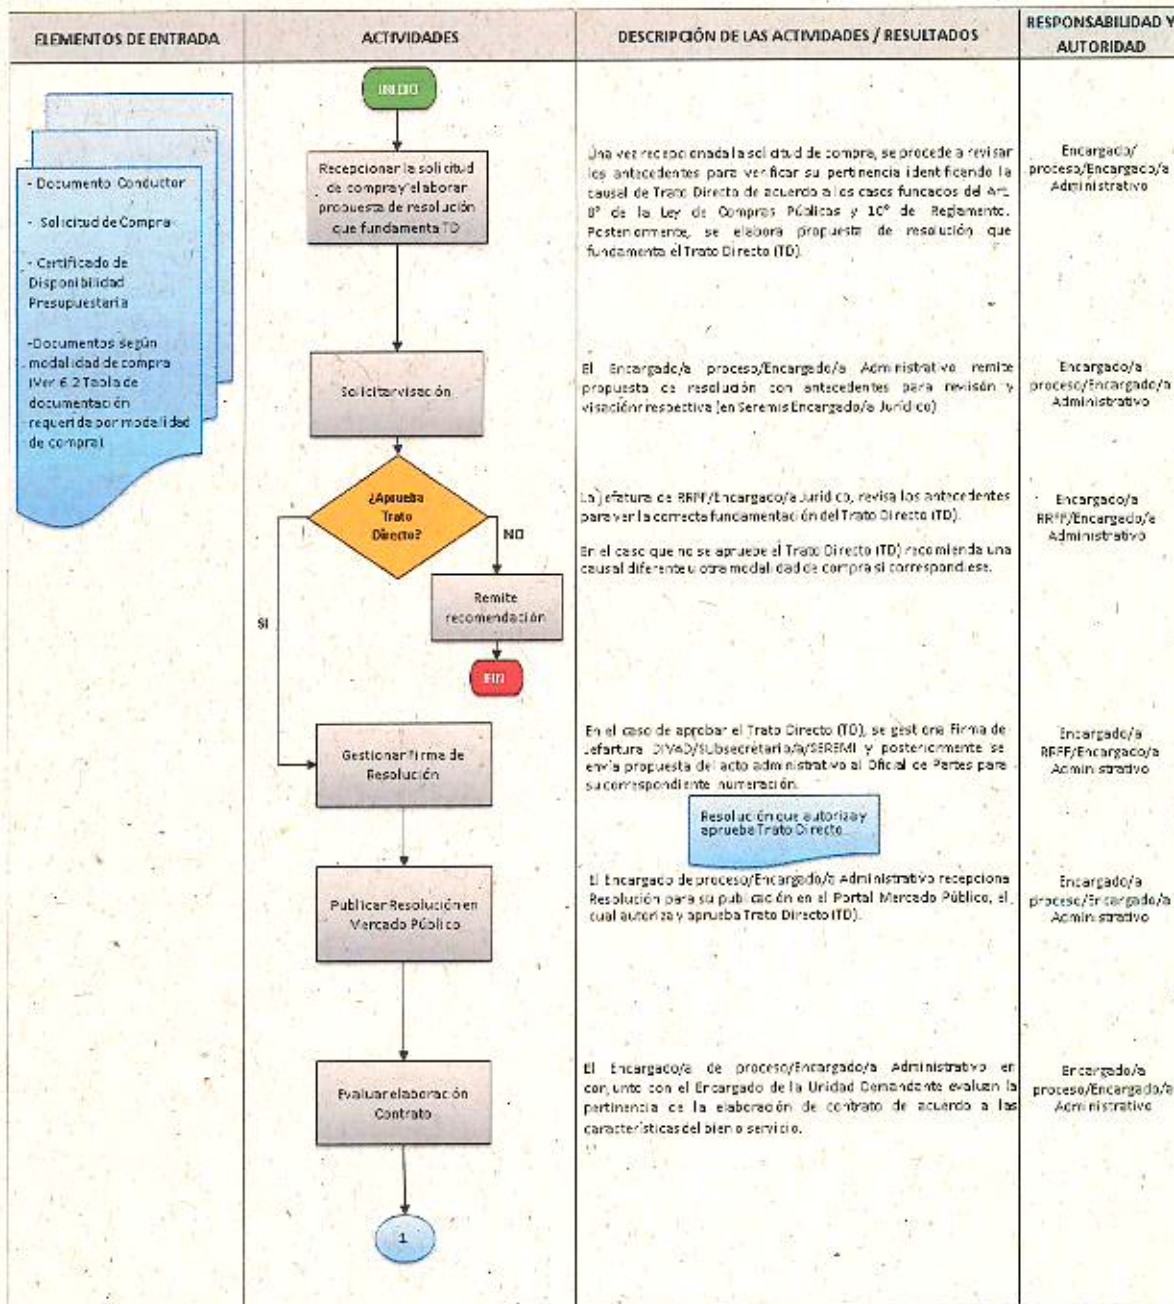 ELEMENTOS DE ENTRADA
ACTIVIDADES
DESCRIPCIÓN DE LAS ACTIVIDADES / RESULTADOS
RESPONSABILIDAD Y
AUTORIDAD
- Documento Conductor
- Solicitud de Compra
- Certificado de
Disponibilidad
Presupuestaria
-Documentos según
modalidad de compra
(Ver 6.2 Tabla de
documentación
requerida por modalidad
de compra)
INICIO
Recepcionar la solicitud
de compra y elaborar
propuesta de resolución
que fundamenta TD
Una vez recepcionada la solicitud de compra, se procede a revisar
los antecedentes para verificar su pertinencia identificando la
causal de Trato Directo de acuerdo a los casos fundados del Art.
8° de la Ley de Compras Públicas y 10° de Reglamento.
Posteriormente, se elabora propuesta de resolución que
fundamenta el Trato Directo (TD).
Encargado/
proceso/Encargado/a
Administrativo
Solicitar visación
El Encargado/a proceso/Encargado/a Administrativo remite
propuesta de resolución con antecedentes para revisón y
visación respectiva (en Seremis Encargado/a Jurídico)
Encargado/a
proceso/Encargado/a
Administrativo
¿Aprueba
Trato
Directo?
NO
SI
Remite
recomendación
FIN
La jefatura de RRFF/Encargado/a Jurídico, revisa los antecedentes
para ver la correcta fundamentación del Trato Directo (TD).
En el caso que no se apruebe el Trato Directo (TD) recomienda una
causal diferente u otra modalidad de compra si correspondiese.
Encargado/a
RRFF/Encargado/a
Administrativo
Gestionar Firma de
Resolución
En el caso de aprobar el Trato Directo (TD), se gestiona Firma de
Jefartura DIVAD/Subsecretario/a/SEREMI y posteriormente se
envía propuesta del acto administrativo al Oficial de Partes para
su correspondiente numeración.
Resolución que autoriza y
aprueba Trato Directo
Encargado/a
RRFF/Encargado/a
Administrativo
Publicar Resolución en
Mercado Público
El Encargado de proceso/Encargado/a Administrativo recepciona
Resolución para su publicación en el Portal Mercado Público, el
cual autoriza y aprueba Trato Directo (TD).
Encargado/a
proceso/Encargado/a
Administrativo
Evaluar elaboración
Contrato
El Encargado/a de proceso/Encargado/a Administrativo en
conjunto con el Encargado de la Unidad Demandante evaluan la
pertinencia de la elaboración de contrato de acuerdo a las
características del bien o servicio.
Encargado/a
proceso/Encargado/a
Administrativo
1